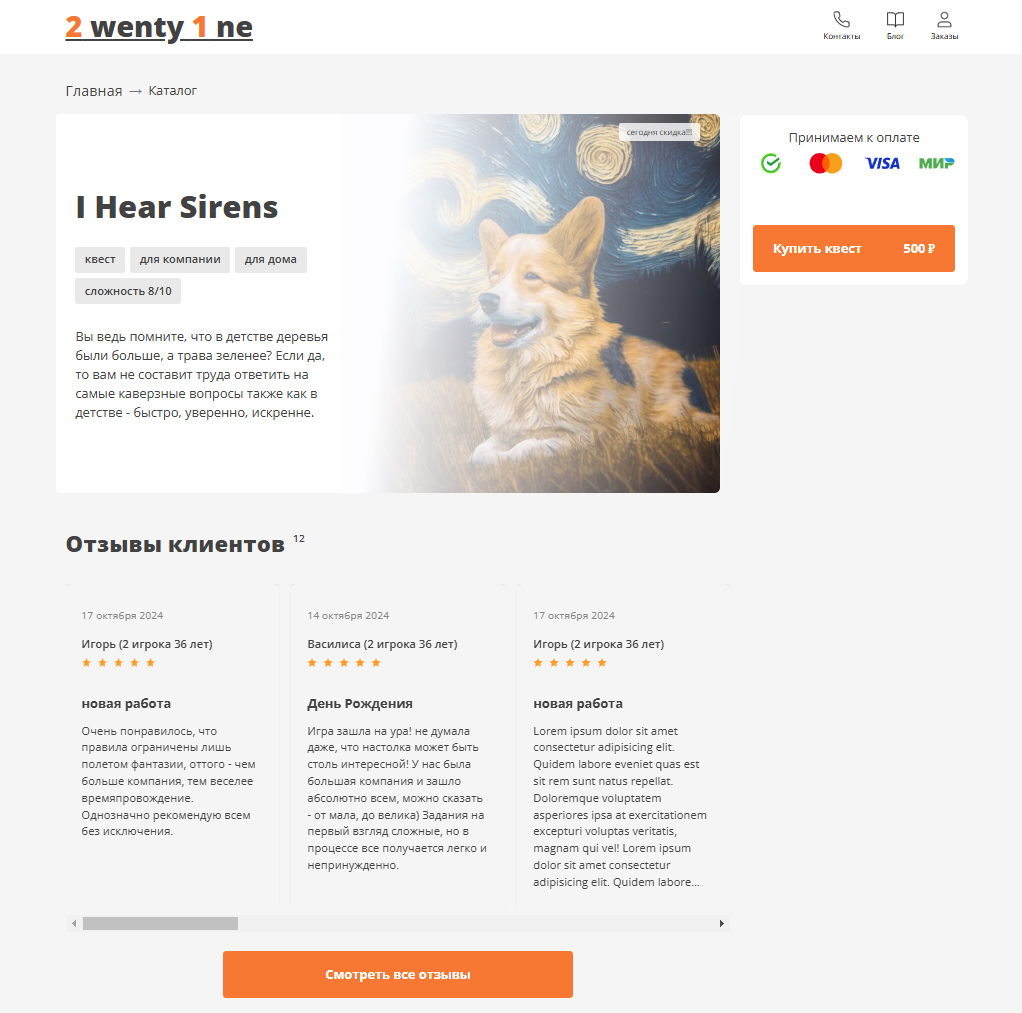 2 wenty 1 ne
Контакты
Блог
Заказы
Главная → Каталог
сегодня скидка!!!
I Hear Sirens
квест
для компании
для дома
сложность 8/10
Вы ведь помните, что в детстве деревья
были больше, а трава зеленее? Если да,
то вам не составит труда ответить на
самые каверзные вопросы также как в
детстве - быстро, уверенно, искренне.
Принимаем к оплате
VISA
МИР
Купить квест 500 ₽
Отзывы клиентов 12
17 октября 2024
Игорь (2 игрока 36 лет)
новая работа
Очень понравилось, что
правила ограничены лишь
полетом фантазии, оттого - чем
больше компания, тем веселее
времяпровождение.
Однозначно рекомендую всем
без исключения.
14 октября 2024
Василиса (2 игрока 36 лет)
День Рождения
Игра зашла на ура! не думала
даже, что настолка может быть
столь интересной! У нас была
большая компания и зашло
абсолютно всем, можно сказать
- от мала, до велика) Задания на
первый взгляд сложные, но в
процессе все получается легко и
непринужденно.
17 октября 2024
Игорь (2 игрока 36 лет)
новая работа
Lorem ipsum dolor sit amet
consectetur adipisicing elit.
Quidem labore eveniet quas est
sit rem sunt natus repellat.
Doloremque voluptatem
asperiores ipsa at exercitationem
excepturi voluptas veritatis,
magnam qui vel! Lorem ipsum
dolor sit amet consectetur
adipisicing elit. Quidem labore...
Смотреть все отзывы